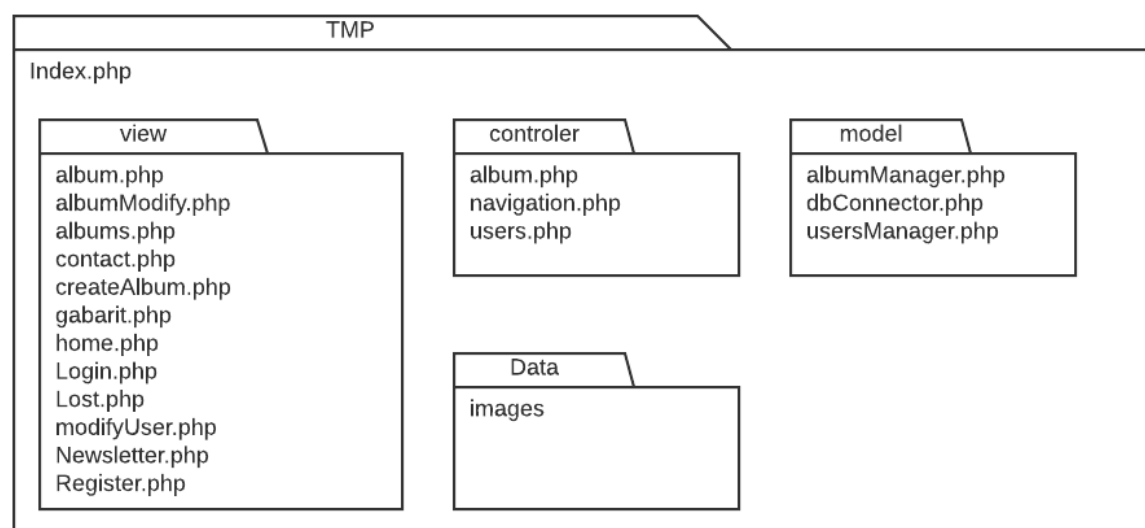 TMP
Index.php
view
album.php
albumModify.php
albums.php
contact.php
createAlbum.php
gabarit.php
home.php
Login.php
Lost.php
modifyUser.php
Newsletter.php
Register.php
controler
album.php
navigation.php
users.php
model
albumManager.php
dbConnector.php
usersManager.php
Data
images